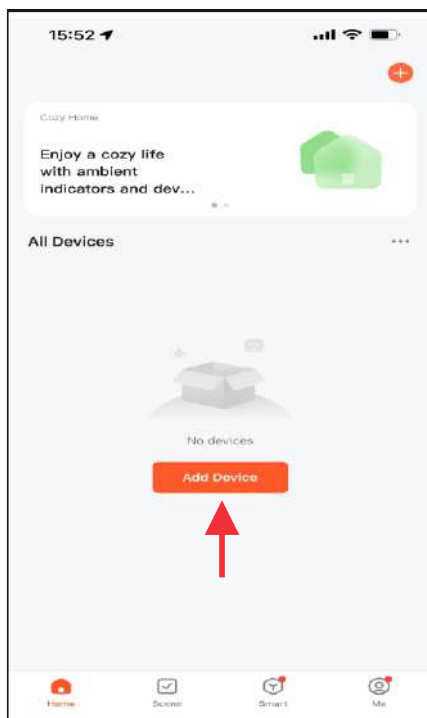 15:52
Cozy Home
Enjoy a cozy life
with ambient
indicators and dev...
All Devices
No devices
Add Device
Home
Scene
Smart
Me